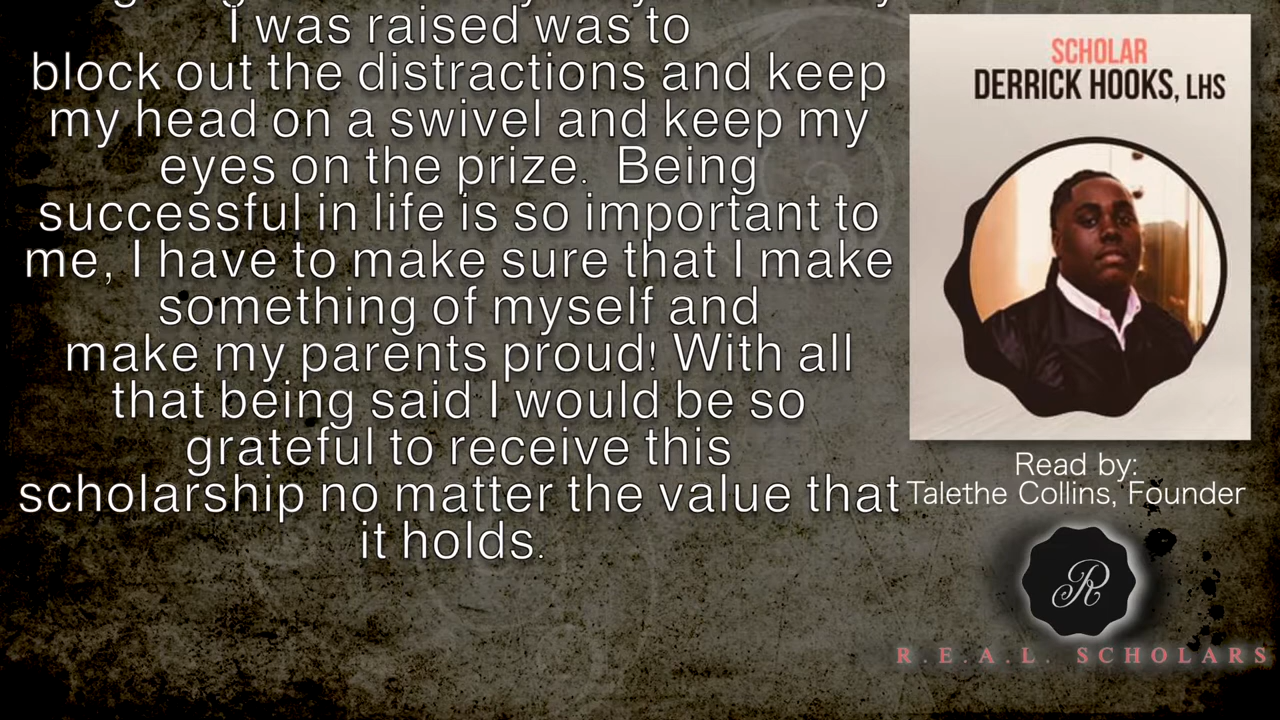 I was raised was to
block out the distractions and keep
my head on a swivel and keep my
eyes on the prize.  Being
successful in life is so important to
me, I have to make sure that I make
something of myself and
make my parents proud! With all
that being said I would be so
grateful to receive this
scholarship no matter the value that
it holds.
SCHOLAR
DERRICK HOOKS, LHS
Read by:
Talethe Collins, Founder
R
R.E.A.L. SCHOLARS